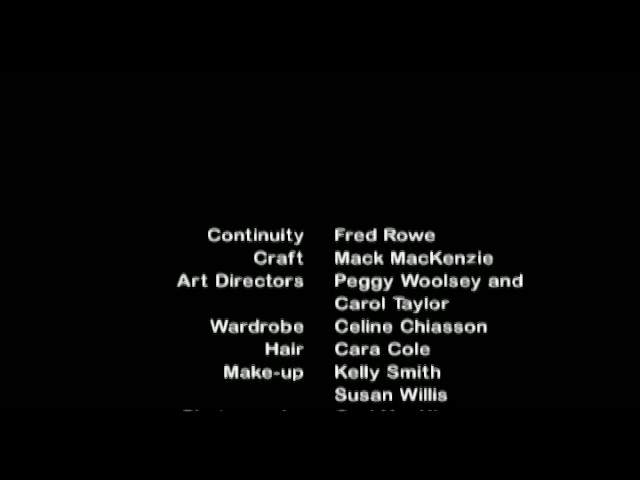 Continuity Fred Rowe
Craft Mack MacKenzie
Art Directors Peggy Woolsey and
Carol Taylor
Wardrobe Celine Chiasson
Hair Cara Cole
Make-up Kelly Smith
Susan Willis